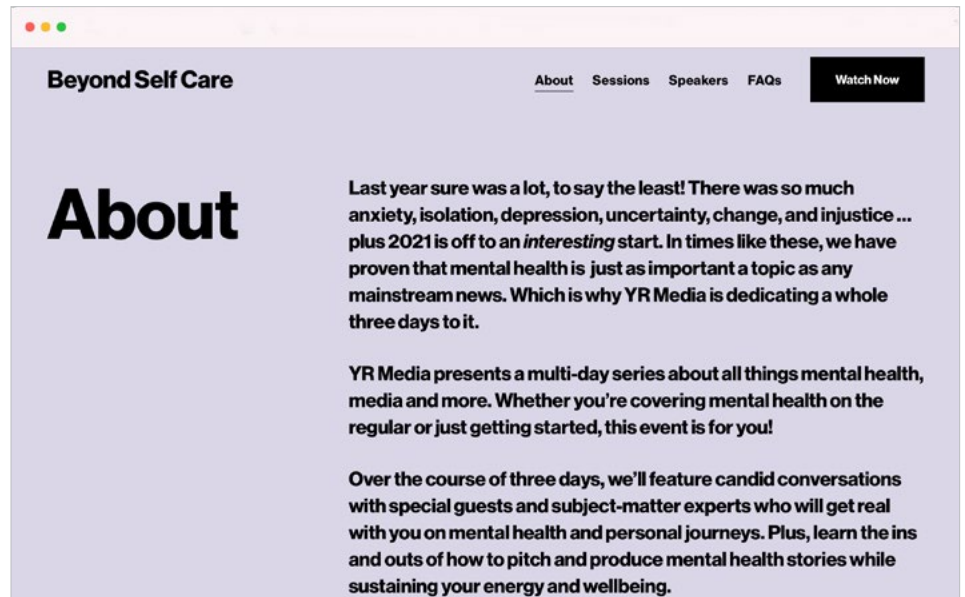 Beyond Self Care
About Sessions Speakers FAQs Watch Now
About
Last year sure was a lot, to say the least! There was so much
anxiety, isolation, depression, uncertainty, change, and injustice ...
plus 2021 is off to an interesting start. In times like these, we have
proven that mental health is just as important a topic as any
mainstream news. Which is why YR Media is dedicating a whole
three days to it.
YR Media presents a multi-day series about all things mental health,
media and more. Whether you're covering mental health on the
regular or just getting started, this event is for you!
Over the course of three days, we'll feature candid conversations
with special guests and subject-matter experts who will get real
with you on mental health and personal journeys. Plus, learn the ins
and outs of how to pitch and produce mental health stories while
sustaining your energy and wellbeing.